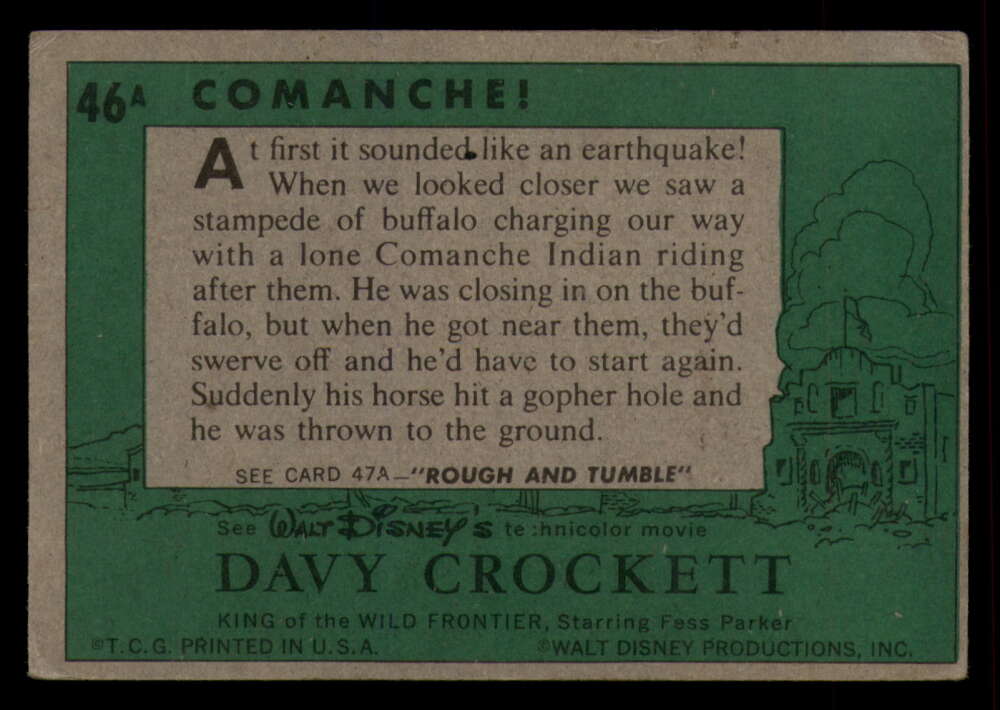 46A COMANCHE!
At first it sounded like an earthquake!
When we looked closer we saw a
stampede of buffalo charging our way
with a lone Comanche Indian riding
after them. He was closing in on the buf-
falo, but when he got near them, they'd
swerve off and he'd have to start again.
Suddenly his horse hit a gopher hole and
he was thrown to the ground.
SEE CARD 47A—"ROUGH AND TUMBLE"
See WALT DISNEY'S te:hnicolor movie
DAVY CROCKETT
KING of the WILD FRONTIER, Starring Fess Parker
©T.C.G. PRINTED IN U.S.A. ©WALT DISNEY PRODUCTIONS, INC.